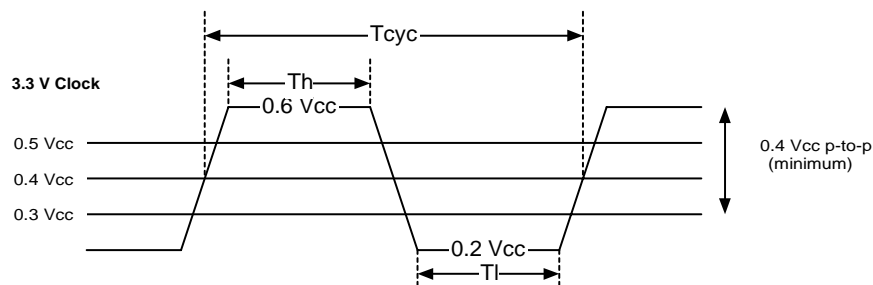 Tcyc
3.3 V Clock
Th
0.6 Vcc
0.5 Vcc
0.4 Vcc
0.3 Vcc
0.4 Vcc p-to-p
(minimum)
0.2 Vcc
Tl